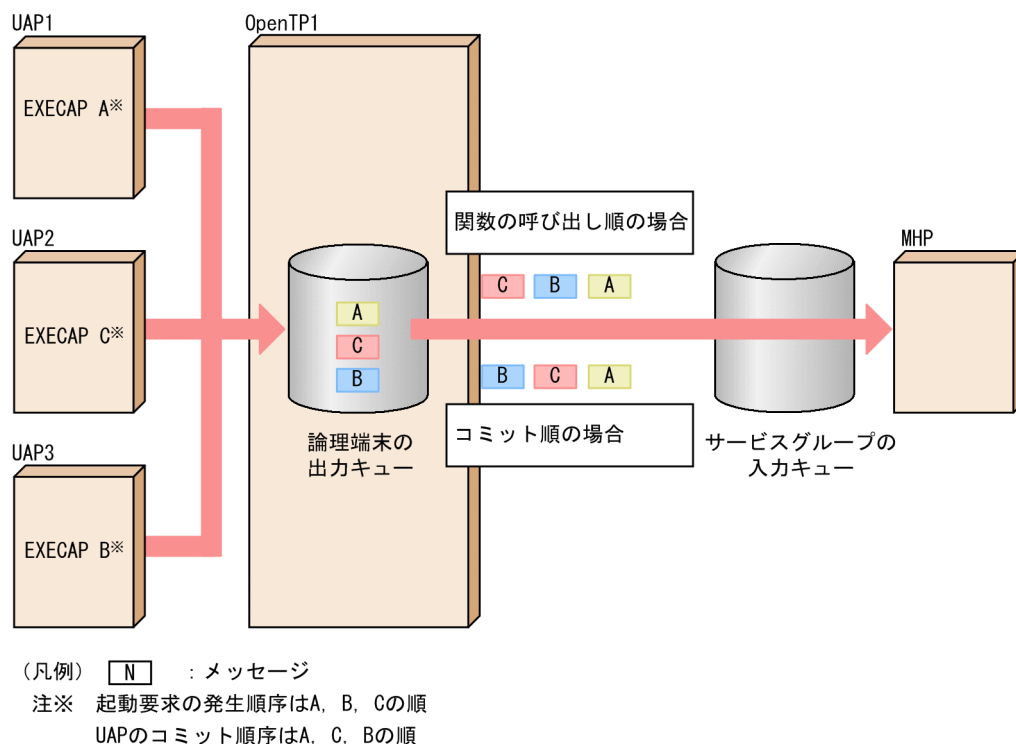 UAP1
EXECAP A※
UAP2
EXECAP C※
UAP3
EXECAP B※
OpenTP1
A
C
B
論理端末の
出力キュー
関数の呼び出し順の場合
C B A
B C A
コミット順の場合
サービスグループの
入力キュー
MHP
(凡例) N :メッセージ
注※ 起動要求の発生順序はA, B, Cの順
UAPのコミット順序はA, C, Bの順